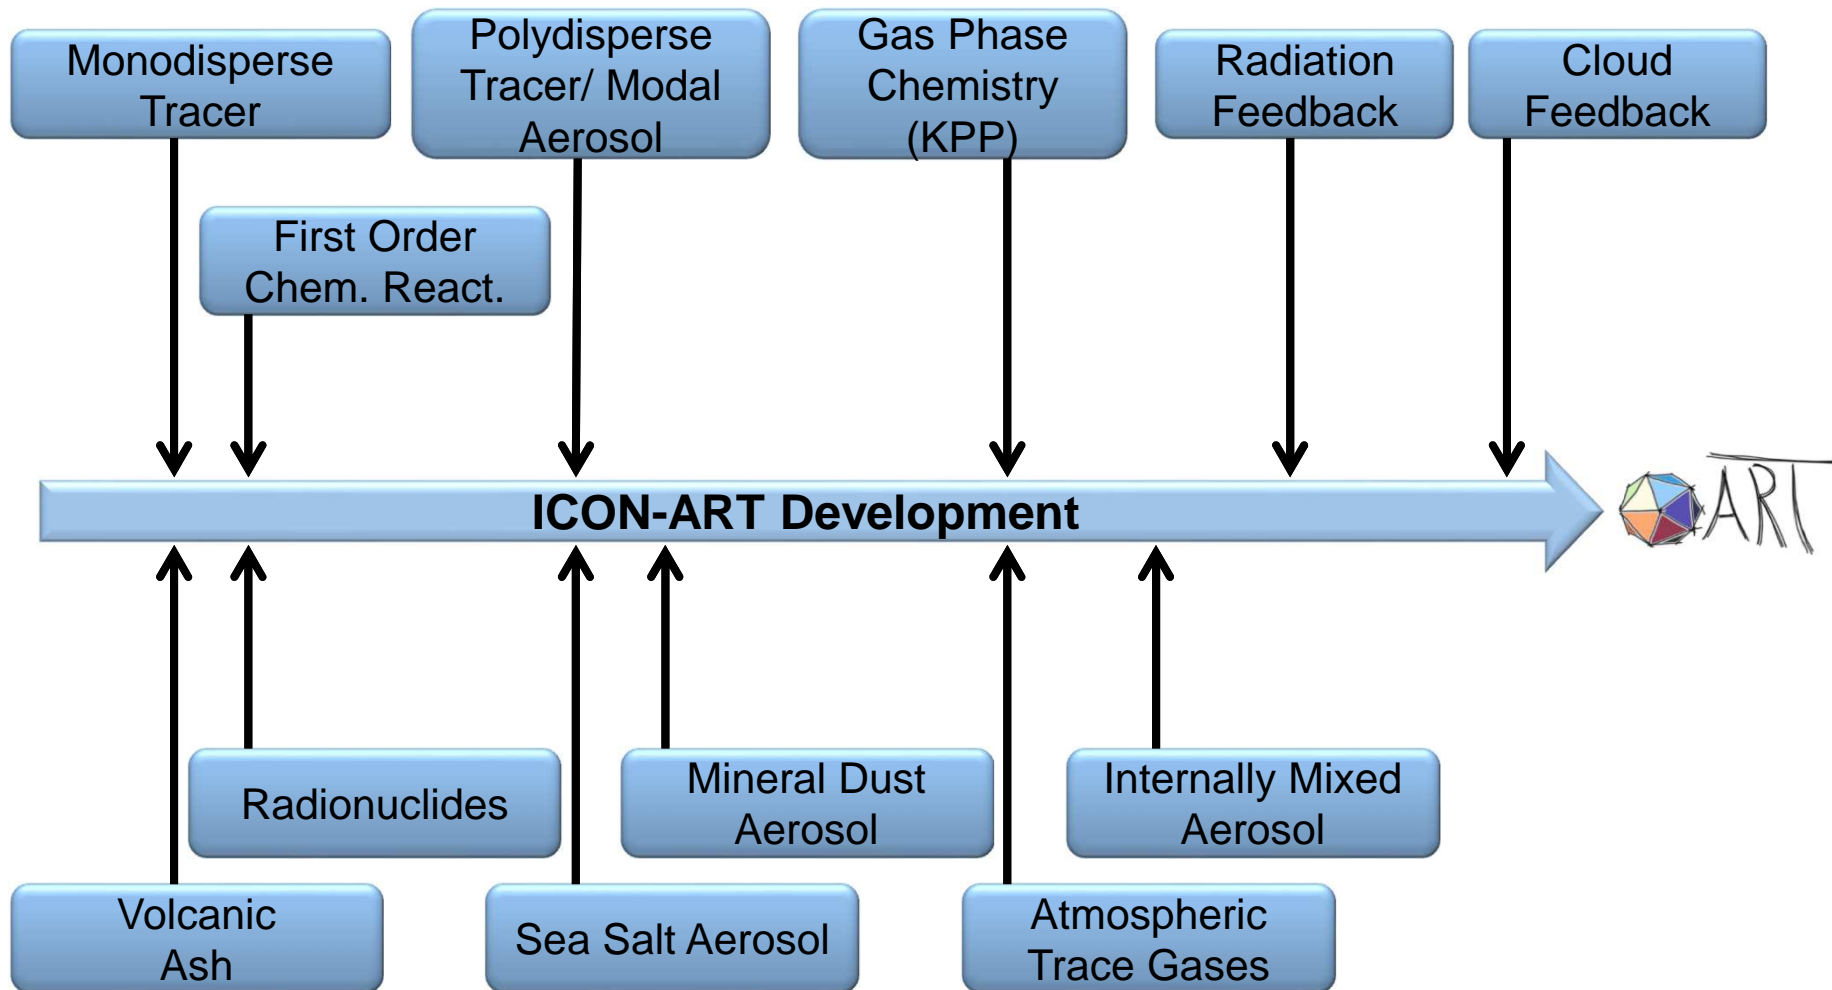 Monodisperse
Tracer
Polydisperse
Tracer/ Modal
Aerosol
Gas Phase
Chemistry
(KPP)
Radiation
Feedback
Cloud
Feedback
First Order
Chem. React.
ICON-ART Development
ART
Radionuclides
Mineral Dust
Aerosol
Internally Mixed
Aerosol
Volcanic
Ash
Sea Salt Aerosol
Atmospheric
Trace Gases